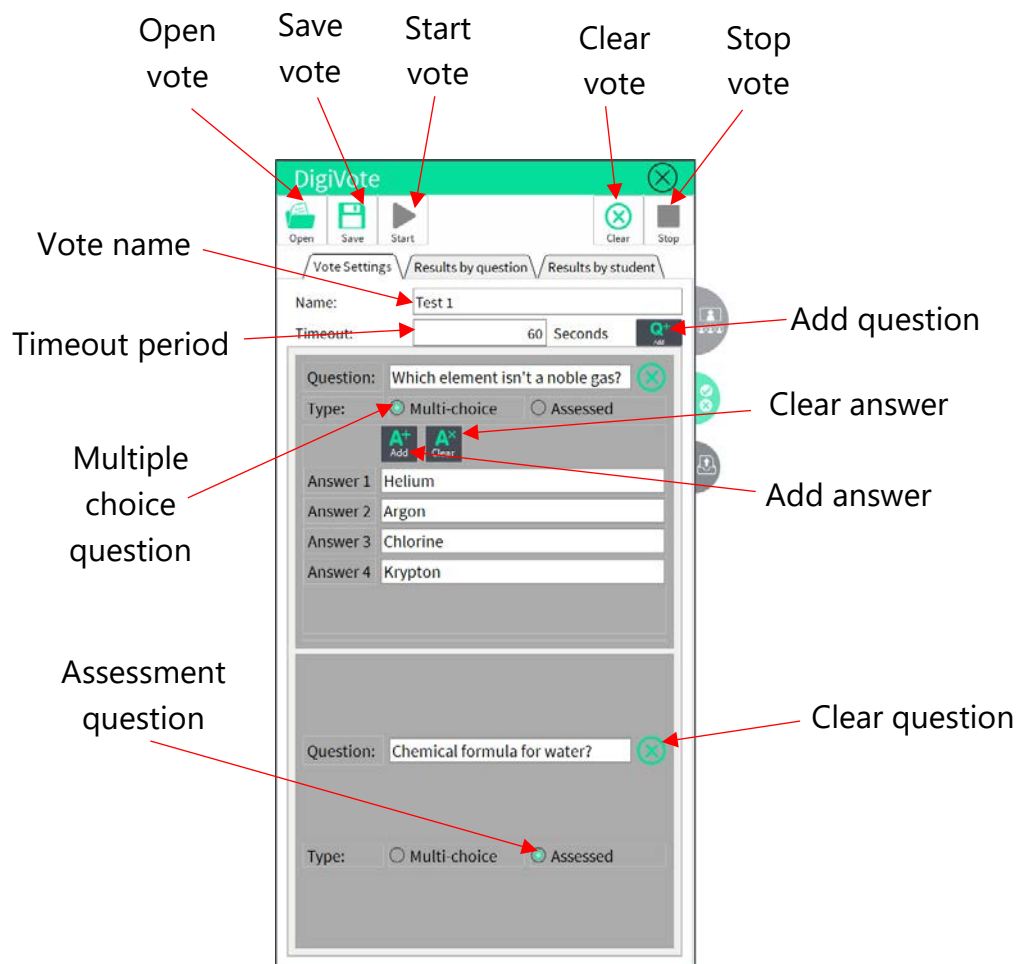 Open
vote
Save
vote
Start
vote
Clear
vote
Stop
vote
DigiVote
Open
Save
Start
Clear
Stop
Vote name
Vote Settings
Results by question
Results by student
Name:
Test 1
Timeout period
Timeout:
60
Seconds
Q+
Add
Add question
Question:
Which element isn't a noble gas?
Type:
Multi-choice
Assessed
Clear answer
A+
Add
A×
Clear
Multiple
choice
question
Add answer
Answer 1
Helium
Answer 2
Argon
Answer 3
Chlorine
Answer 4
Krypton
Assessment
question
Clear question
Question:
Chemical formula for water?
Type:
Multi-choice
Assessed